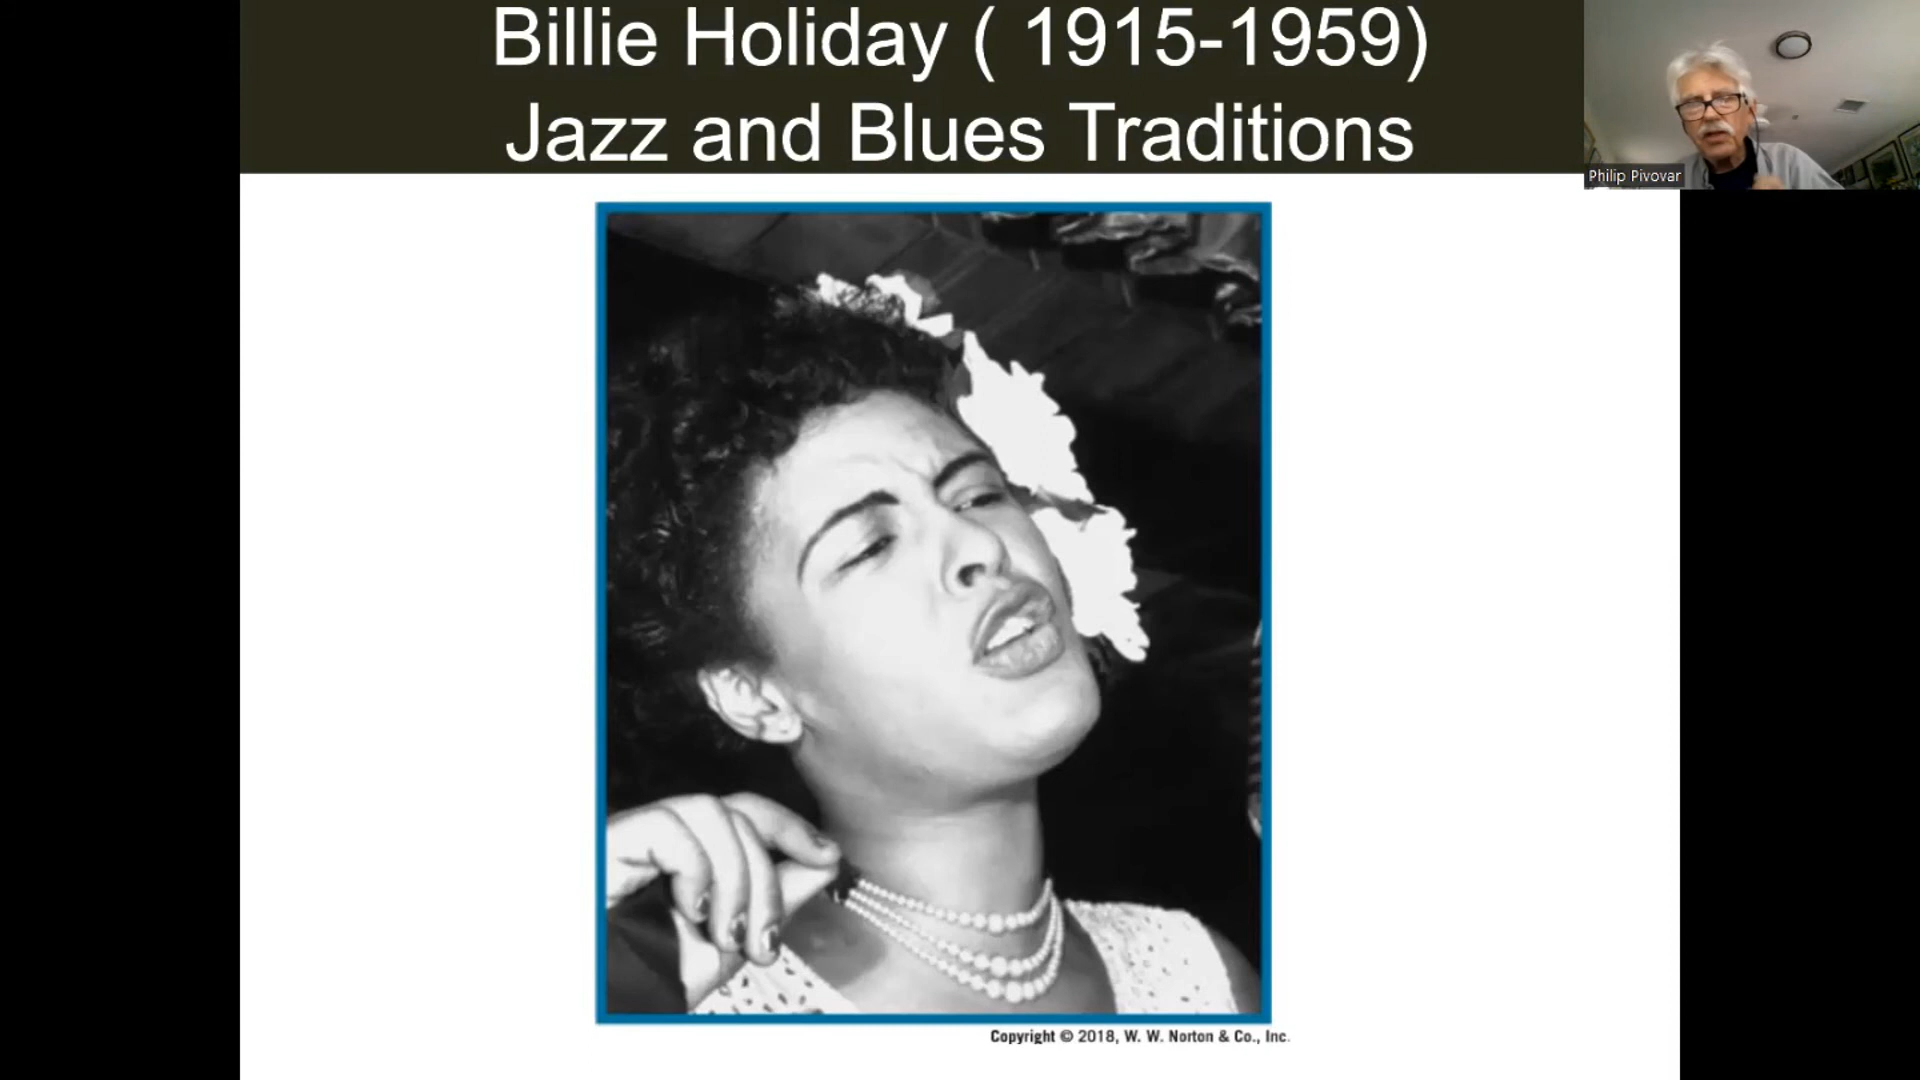 Billie Holiday ( 1915-1959)
Jazz and Blues Traditions
Philip Pivovar
Copyright © 2018, W. W. Norton & Co., Inc.